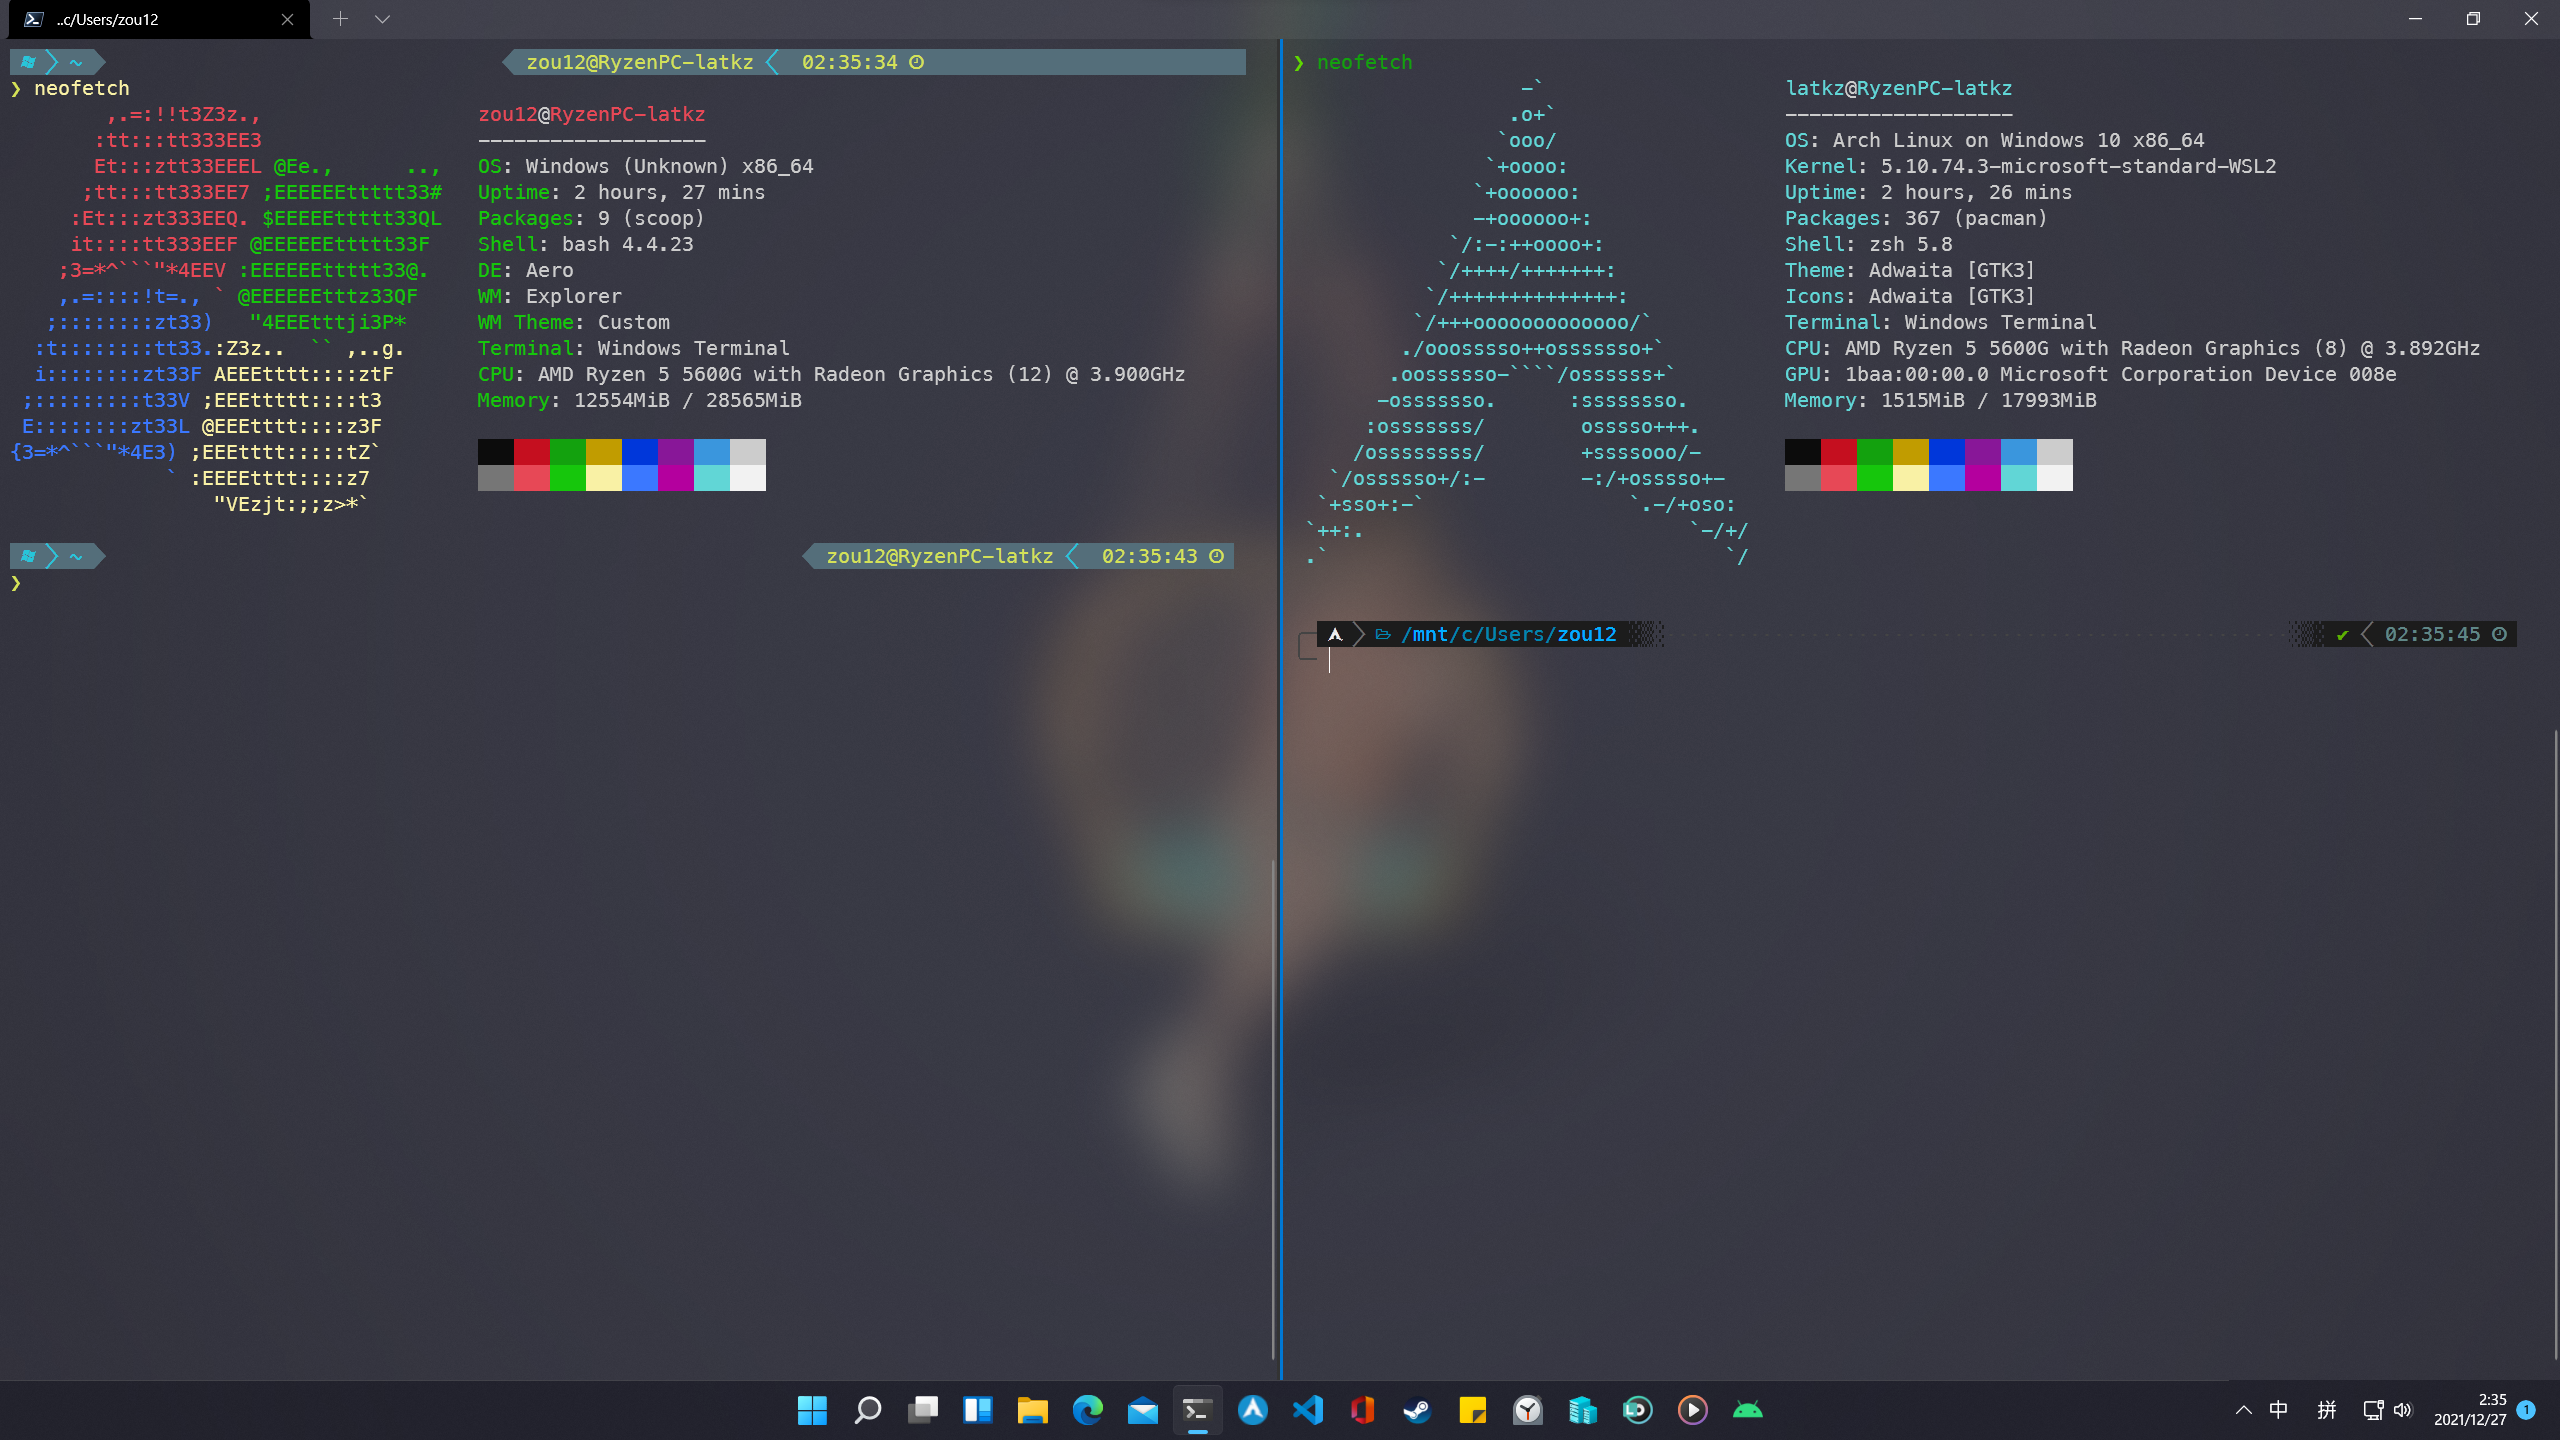 ..c/Users/zou12
~ zou12@RyzenPC-latkz 02:35:34
❯ neofetch
,.=:!!t3Z3z.,
:tt:::tt333EE3
Et:::ztt33EEEL @Ee.,      ..,
;tt:::tt333EE7 ;EEEEEEttttt33#
:Et:::zt333EEQ. $EEEEEttttt33QL
it::::tt333EEF @EEEEEEttttt33F
;3=*^```"*4EEV :EEEEEEttttt33@.
,.=::::!t=., ` @EEEEEEtttz33QF
;::::::::zt33)   "4EEEtttji3P*
:t::::::::tt33.:Z3z..  `` ,..g.
i::::::::zt33F AEEEtttt::::ztF
;:::::::::t33V ;EEEttttt::::t3
E::::::::zt33L @EEEtttt::::z3F
{3=*^```"*4E3) ;EEEtttt:::::tZ`
` :EEEEtttt::::z7
"VEzjt:;;z>*`
zou12@RyzenPC-latkz
-------------------
OS: Windows (Unknown) x86_64
Uptime: 2 hours, 27 mins
Packages: 9 (scoop)
Shell: bash 4.4.23
DE: Aero
WM: Explorer
WM Theme: Custom
Terminal: Windows Terminal
CPU: AMD Ryzen 5 5600G with Radeon Graphics (12) @ 3.900GHz
Memory: 12554MiB / 28565MiB
~ zou12@RyzenPC-latkz 02:35:43
❯
❯ neofetch
-`
.o+`
`ooo/
`+oooo:
`+oooooo:
-+oooooo+:
`/:-:++oooo+:
`/++++/+++++++:
`/++++++++++++++:
`/+++ooooooooooooo/`
./ooosssso++osssssso+`
.oossssso-````/ossssss+`
-osssssso.      :ssssssso.
:osssssss/        osssso+++.
/ossssssss/        +ssssooo/-
`/ossssso+/:-        -:/+osssso+-
`+sso+:-`                 `.-/+oso:
`++:.                           `-/+/
.`                                 `/
latkz@RyzenPC-latkz
-------------------
OS: Arch Linux on Windows 10 x86_64
Kernel: 5.10.74.3-microsoft-standard-WSL2
Uptime: 2 hours, 26 mins
Packages: 367 (pacman)
Shell: zsh 5.8
Theme: Adwaita [GTK3]
Icons: Adwaita [GTK3]
Terminal: Windows Terminal
CPU: AMD Ryzen 5 5600G with Radeon Graphics (8) @ 3.892GHz
GPU: 1baa:00:00.0 Microsoft Corporation Device 008e
Memory: 1515MiB / 17993MiB
/mnt/c/Users/zou12 ✔ 02:35:45
中 拼 2:35
2021/12/27 1